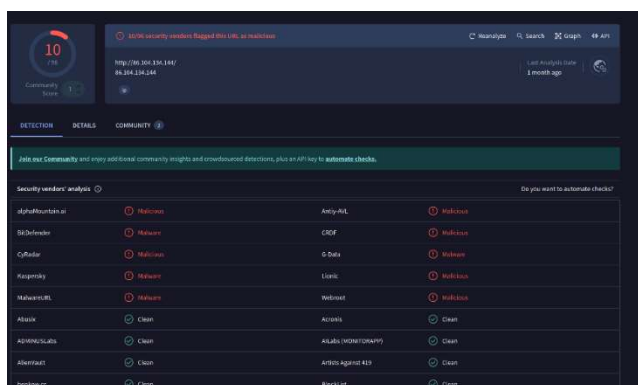 10
/96
Community Score
10/96 security vendors flagged this URL as malicious
Reanalyze Search Graph API
http://86.104.134.144/
86.104.134.144
Last Analysis Date
1 month ago
DETECTION DETAILS COMMUNITY
Join our Community and enjoy additional community insights and crowdsourced detections, plus an API key to automate checks.
Security vendors' analysis Do you want to automate checks?
alphaMountain.ai Malicious Antiy-AVL Malicious
BitDefender Malware CRDF Malicious
CyRadar Malicious G-Data Malware
Kaspersky Malware Lionic Malicious
MalwareURL Malware Webroot Malicious
Abusix Clean Acronis Clean
ADMINUSLabs Clean AILabs (MONITORAPP) Clean
AlienVault Clean Artists Against 419 Clean
Clean BlockList Clean